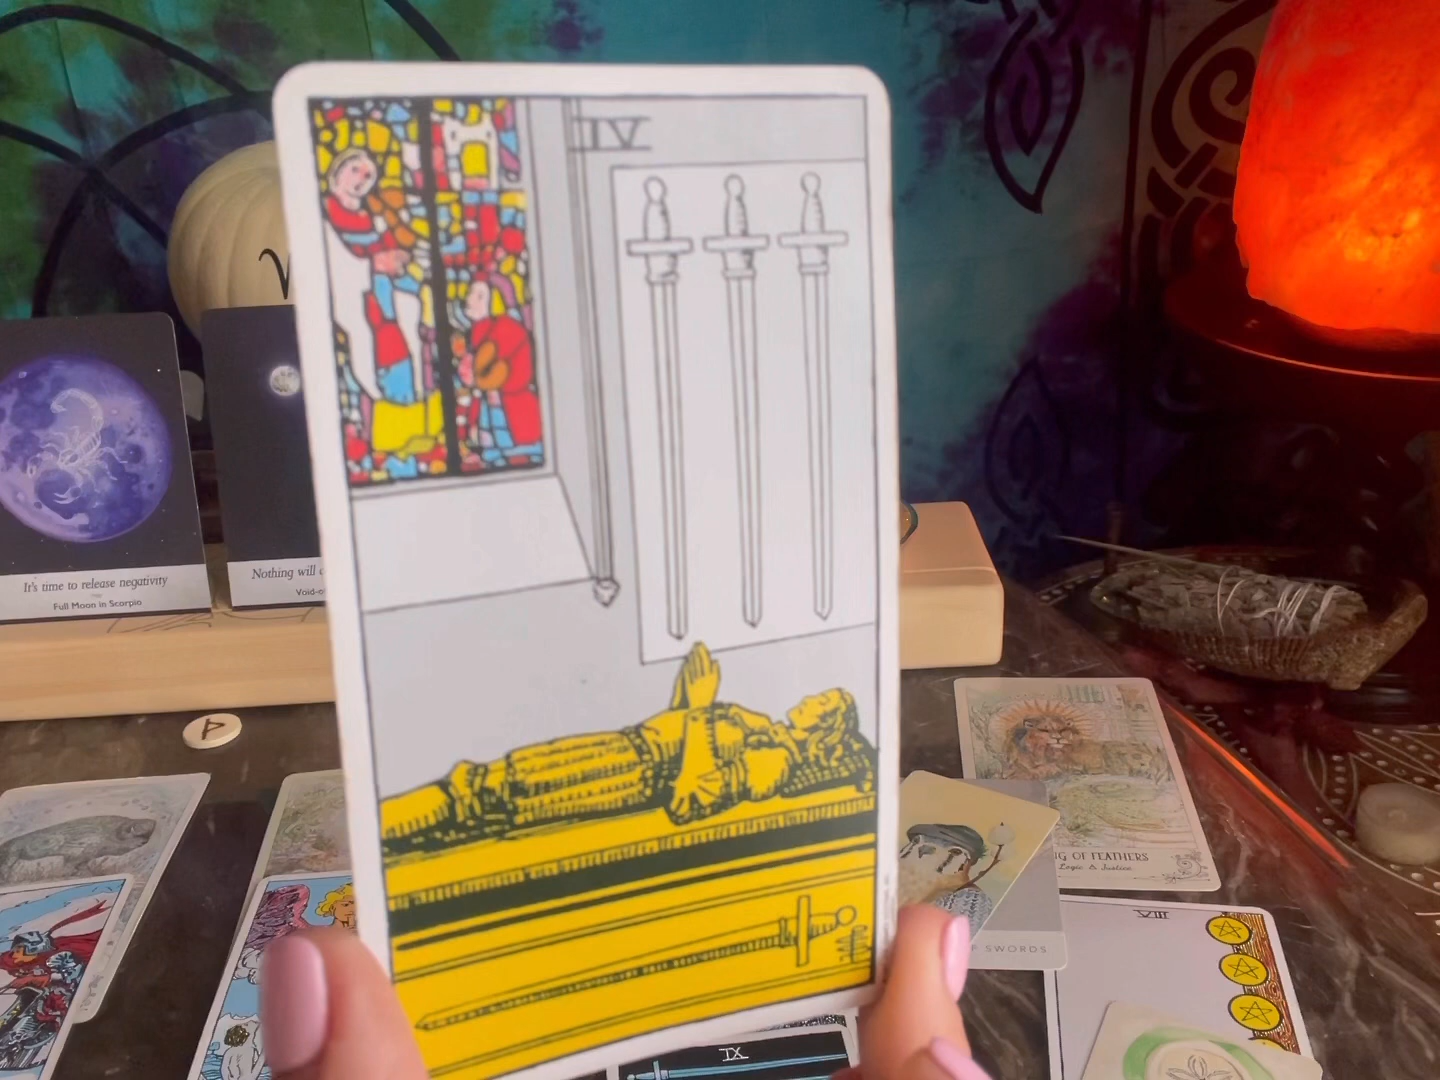 IV
It's time to release negativity
Full Moon in Scorpio
Nothing will
Void-o
OF FEATHERS
Logic & Justice
SWORDS
VIII
IX